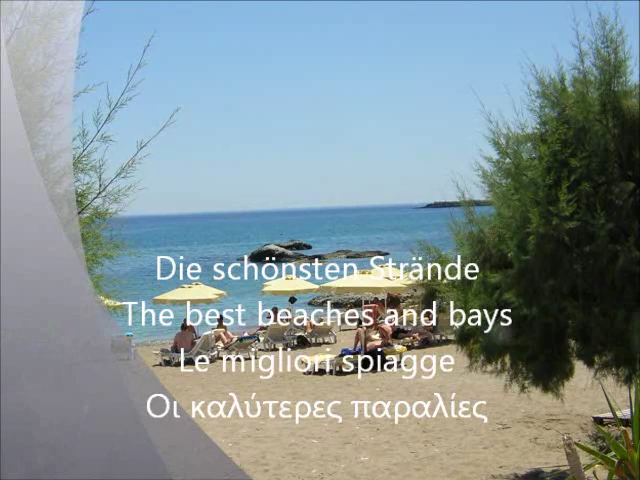 Die schönsten Strände
The best beaches and bays
Le migliori spiagge
Οι καλύτερες παραλίες